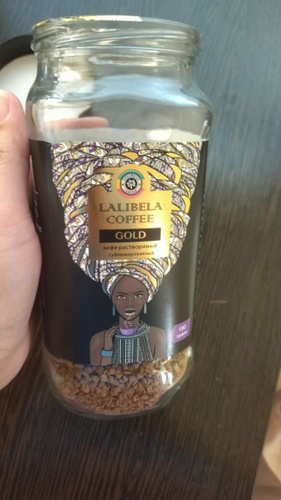 LALIBELA
COFFEE
GOLD
кофе растворимый
сублимированный